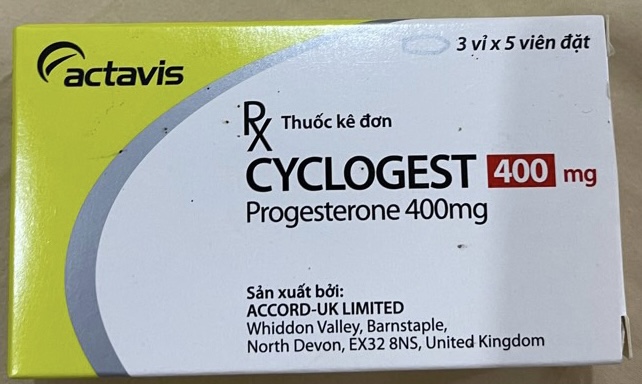 actavis
3 vỉ x 5 viên đặt
Rx Thuốc kê đơn
CYCLOGEST 400 mg
Progesterone 400mg
Sản xuất bởi:
ACCORD-UK LIMITED
Whiddon Valley, Barnstaple,
North Devon, EX32 8NS, United Kingdom